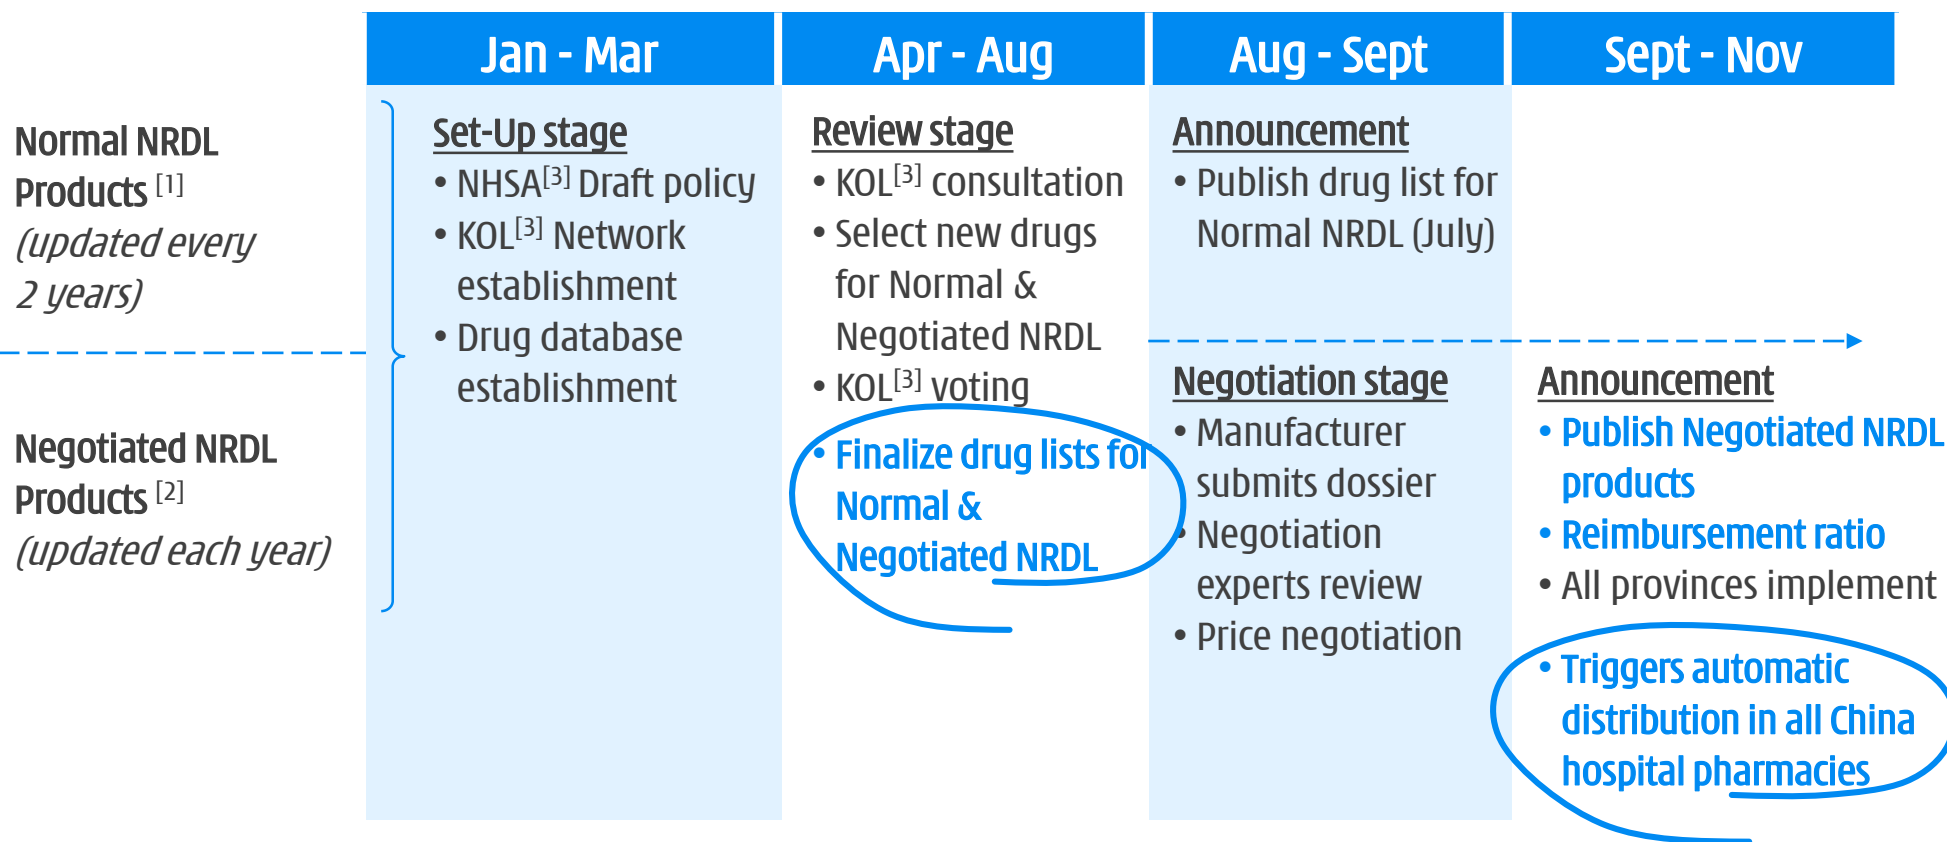 Jan - Mar
Apr - Aug
Aug - Sept
Sept - Nov
Normal NRDL
Products [1]
(updated every
2 years)
Negotiated NRDL
Products [2]
(updated each year)
Set-Up stage
• NHSA[3] Draft policy
• KOL[3] Network
establishment
• Drug database
establishment
Review stage
• KOL[3] consultation
• Select new drugs
for Normal &
Negotiated NRDL
• KOL[3] voting
• Finalize drug lists for
Normal &
Negotiated NRDL
Announcement
• Publish drug list for
Normal NRDL (July)
Negotiation stage
• Manufacturer
submits dossier
• Negotiation
experts review
• Price negotiation
Announcement
• Publish Negotiated NRDL
products
• Reimbursement ratio
• All provinces implement
• Triggers automatic
distribution in all China
hospital pharmacies